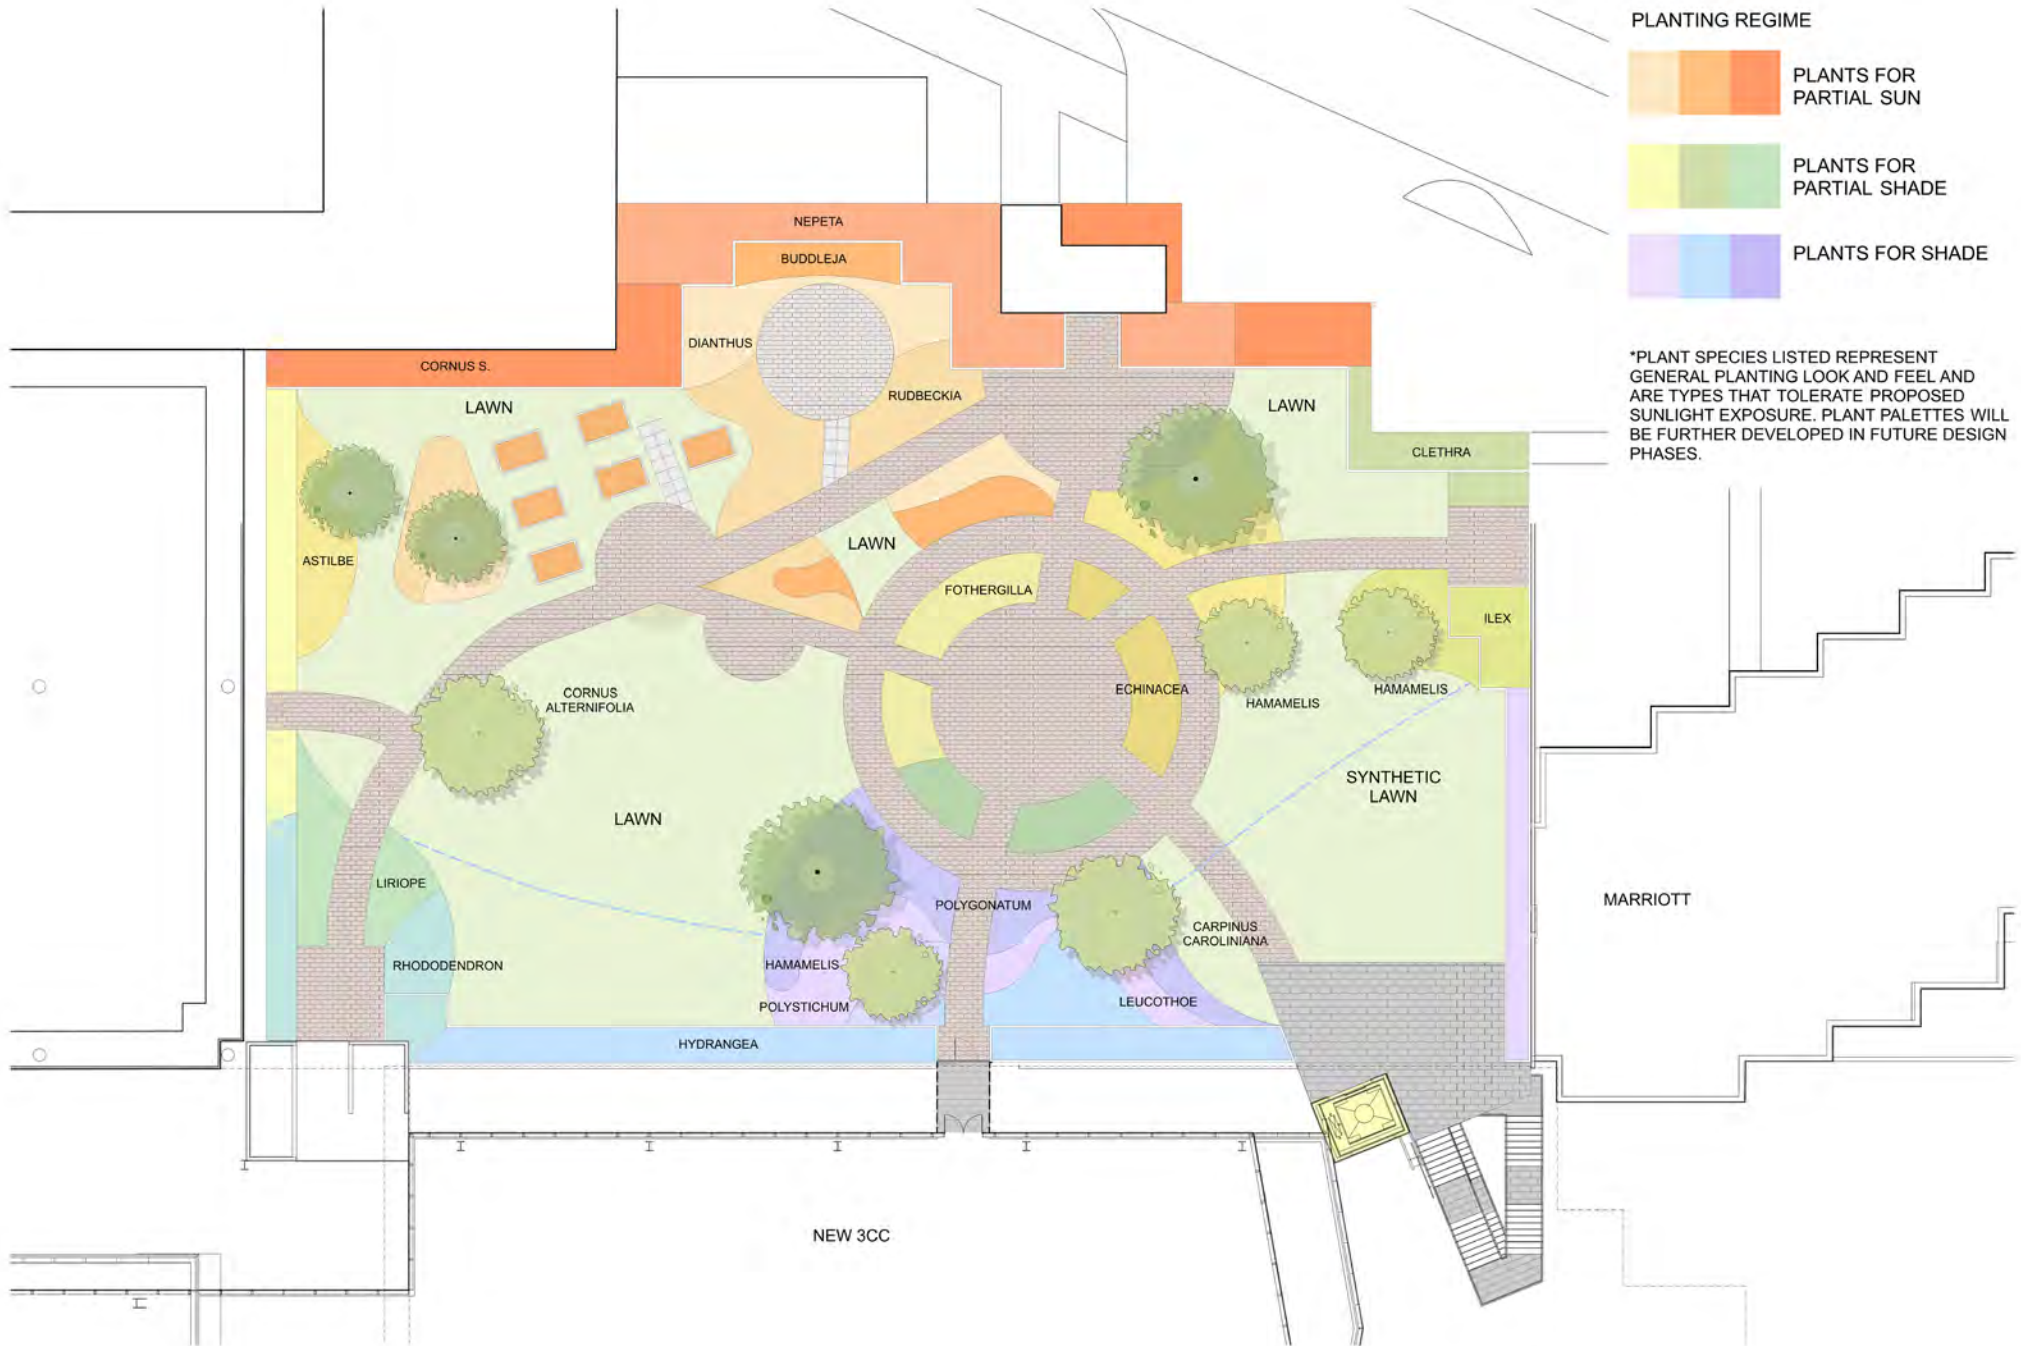 PLANTING REGIME
PLANTS FOR
PARTIAL SUN
PLANTS FOR
PARTIAL SHADE
PLANTS FOR SHADE
*PLANT SPECIES LISTED REPRESENT
GENERAL PLANTING LOOK AND FEEL AND
ARE TYPES THAT TOLERATE PROPOSED
SUNLIGHT EXPOSURE. PLANT PALETTES WILL
BE FURTHER DEVELOPED IN FUTURE DESIGN
PHASES.
NEPETA
BUDDLEJA
DIANTHUS
CORNUS S.
RUDBECKIA
LAWN
LAWN
CLETHRA
LAWN
ASTILBE
FOTHERGILLA
ILEX
CORNUS
ALTERNIFOLIA
ECHINACEA
HAMAMELIS
HAMAMELIS
SYNTHETIC
LAWN
LAWN
LIRIOPE
POLYGONATUM
MARRIOTT
CARPINUS
CAROLINIANA
RHODODENDRON
HAMAMELIS
POLYSTICHUM
LEUCOTHOE
HYDRANGEA
NEW 3CC